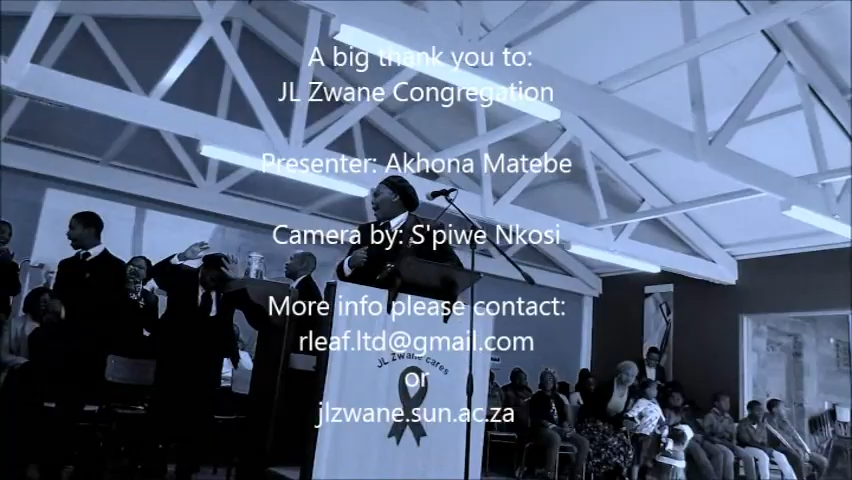 A big thank you to:
JL Zwane Congregation
Presenter: Akhona Matebe
Camera by: S'piwe Nkosi
More info please contact:
rleaf.ltd@gmail.com
JL Zwane cares
or
jlzwane.sun.ac.za